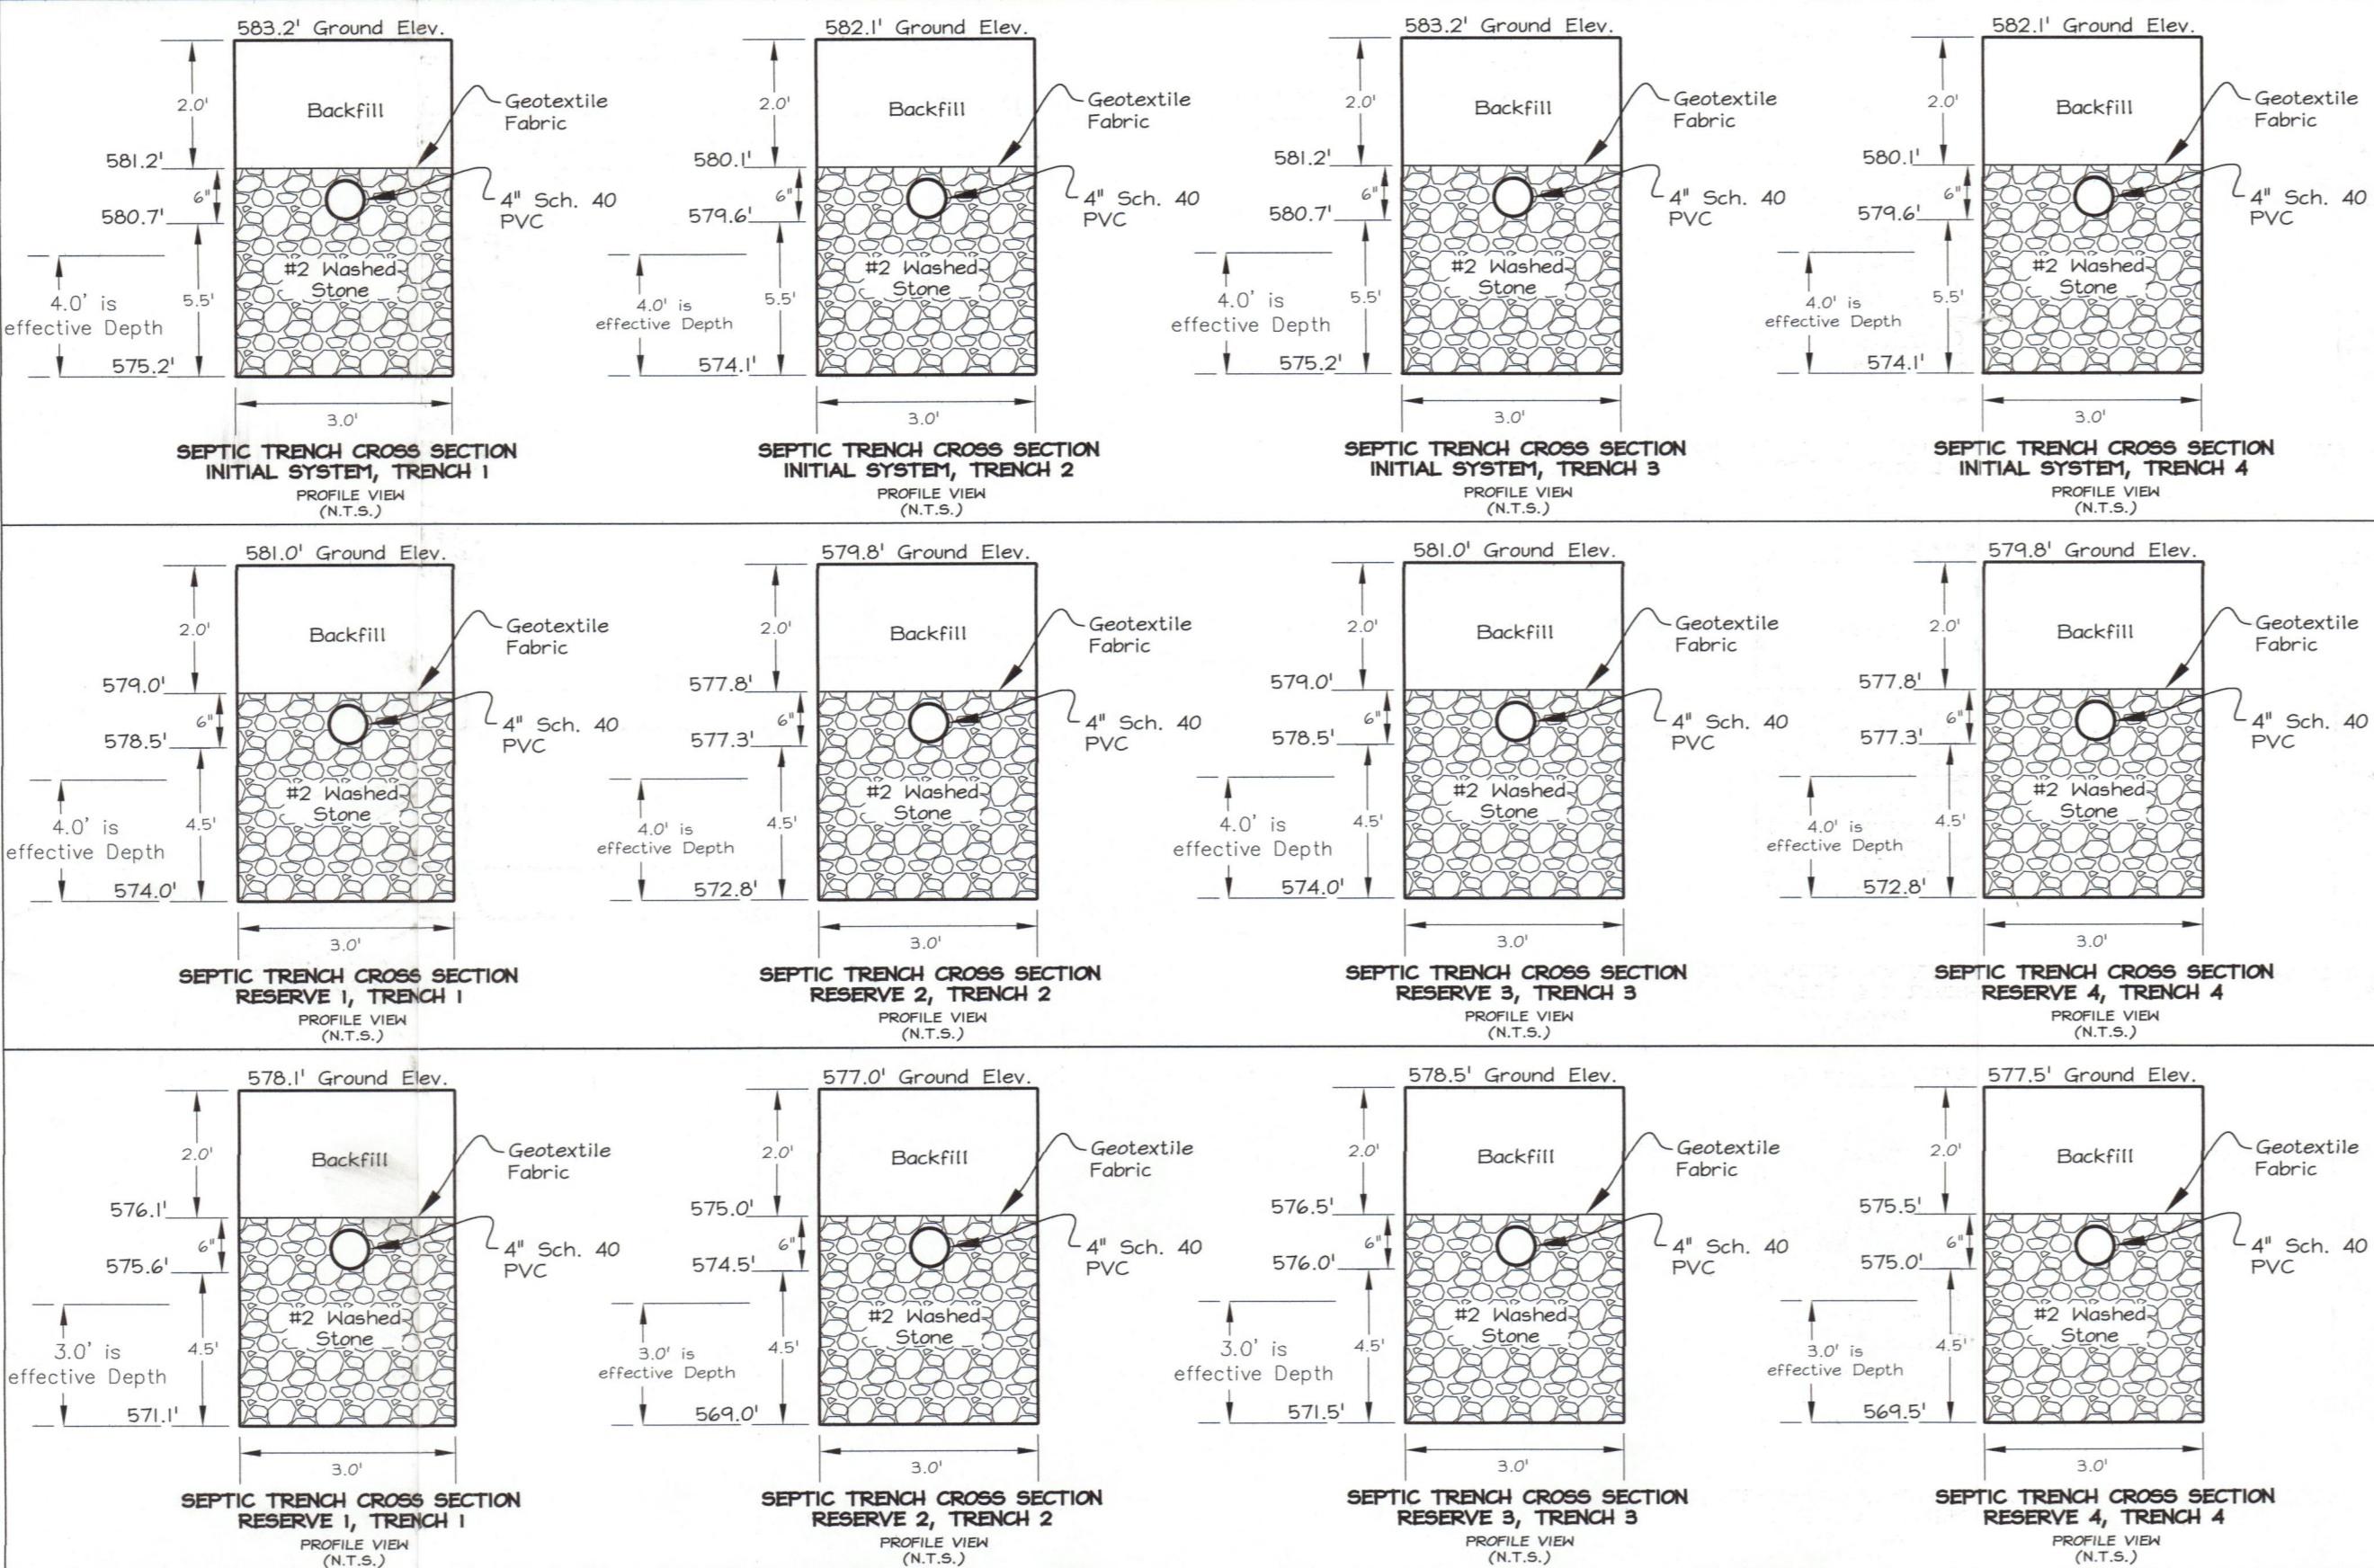 583.2' Ground Elev.
2.0'
Backfill
Geotextile
Fabric
581.2'
6"
580.7'
4" Sch. 40
PVC
#2 Washed
Stone
4.0' is
effective Depth
5.5'
575.2'
3.0'
SEPTIC TRENCH CROSS SECTION
INITIAL SYSTEM, TRENCH 1
PROFILE VIEW
(N.T.S.)
582.1' Ground Elev.
2.0'
Backfill
Geotextile
Fabric
580.1'
6"
579.6'
4" Sch. 40
PVC
#2 Washed
Stone
4.0' is
effective Depth
5.5'
574.1'
3.0'
SEPTIC TRENCH CROSS SECTION
INITIAL SYSTEM, TRENCH 2
PROFILE VIEW
(N.T.S.)
583.2' Ground Elev.
2.0'
Backfill
Geotextile
Fabric
581.2'
6"
580.7'
4" Sch. 40
PVC
#2 Washed
Stone
4.0' is
effective Depth
5.5'
575.2'
3.0'
SEPTIC TRENCH CROSS SECTION
INITIAL SYSTEM, TRENCH 3
PROFILE VIEW
(N.T.S.)
582.1' Ground Elev.
2.0'
Backfill
Geotextile
Fabric
580.1'
6"
579.6'
4" Sch. 40
PVC
#2 Washed
Stone
4.0' is
effective Depth
5.5'
574.1'
3.0'
SEPTIC TRENCH CROSS SECTION
INITIAL SYSTEM, TRENCH 4
PROFILE VIEW
(N.T.S.)
581.0' Ground Elev.
2.0'
Backfill
Geotextile
Fabric
579.0'
6"
578.5'
4" Sch. 40
PVC
#2 Washed
Stone
4.0' is
effective Depth
4.5'
574.0'
3.0'
SEPTIC TRENCH CROSS SECTION
RESERVE 1, TRENCH 1
PROFILE VIEW
(N.T.S.)
579.8' Ground Elev.
2.0'
Backfill
Geotextile
Fabric
577.8'
6"
577.3'
4" Sch. 40
PVC
#2 Washed
Stone
4.0' is
effective Depth
4.5'
572.8'
3.0'
SEPTIC TRENCH CROSS SECTION
RESERVE 2, TRENCH 2
PROFILE VIEW
(N.T.S.)
581.0' Ground Elev.
2.0'
Backfill
Geotextile
Fabric
579.0'
6"
578.5'
4" Sch. 40
PVC
#2 Washed
Stone
4.0' is
effective Depth
4.5'
574.0'
3.0'
SEPTIC TRENCH CROSS SECTION
RESERVE 3, TRENCH 3
PROFILE VIEW
(N.T.S.)
579.8' Ground Elev.
2.0'
Backfill
Geotextile
Fabric
577.8'
6"
577.3'
4" Sch. 40
PVC
#2 Washed
Stone
4.0' is
effective Depth
4.5'
572.8'
3.0'
SEPTIC TRENCH CROSS SECTION
RESERVE 4, TRENCH 4
PROFILE VIEW
(N.T.S.)
578.1' Ground Elev.
2.0'
Backfill
Geotextile
Fabric
576.1'
6"
575.6'
4" Sch. 40
PVC
#2 Washed
Stone
3.0' is
effective Depth
4.5'
571.1'
3.0'
SEPTIC TRENCH CROSS SECTION
RESERVE 1, TRENCH 1
PROFILE VIEW
(N.T.S.)
577.0' Ground Elev.
2.0'
Backfill
Geotextile
Fabric
575.0'
6"
574.5'
4" Sch. 40
PVC
#2 Washed
Stone
3.0' is
effective Depth
4.5'
569.0'
3.0'
SEPTIC TRENCH CROSS SECTION
RESERVE 2, TRENCH 2
PROFILE VIEW
(N.T.S.)
578.5' Ground Elev.
2.0'
Backfill
Geotextile
Fabric
576.5'
6"
576.0'
4" Sch. 40
PVC
#2 Washed
Stone
3.0' is
effective Depth
4.5'
571.5'
3.0'
SEPTIC TRENCH CROSS SECTION
RESERVE 3, TRENCH 3
PROFILE VIEW
(N.T.S.)
577.5' Ground Elev.
2.0'
Backfill
Geotextile
Fabric
575.5'
6"
575.0'
4" Sch. 40
PVC
#2 Washed
Stone
3.0' is
effective Depth
4.5'
569.5'
3.0'
SEPTIC TRENCH CROSS SECTION
RESERVE 4, TRENCH 4
PROFILE VIEW
(N.T.S.)